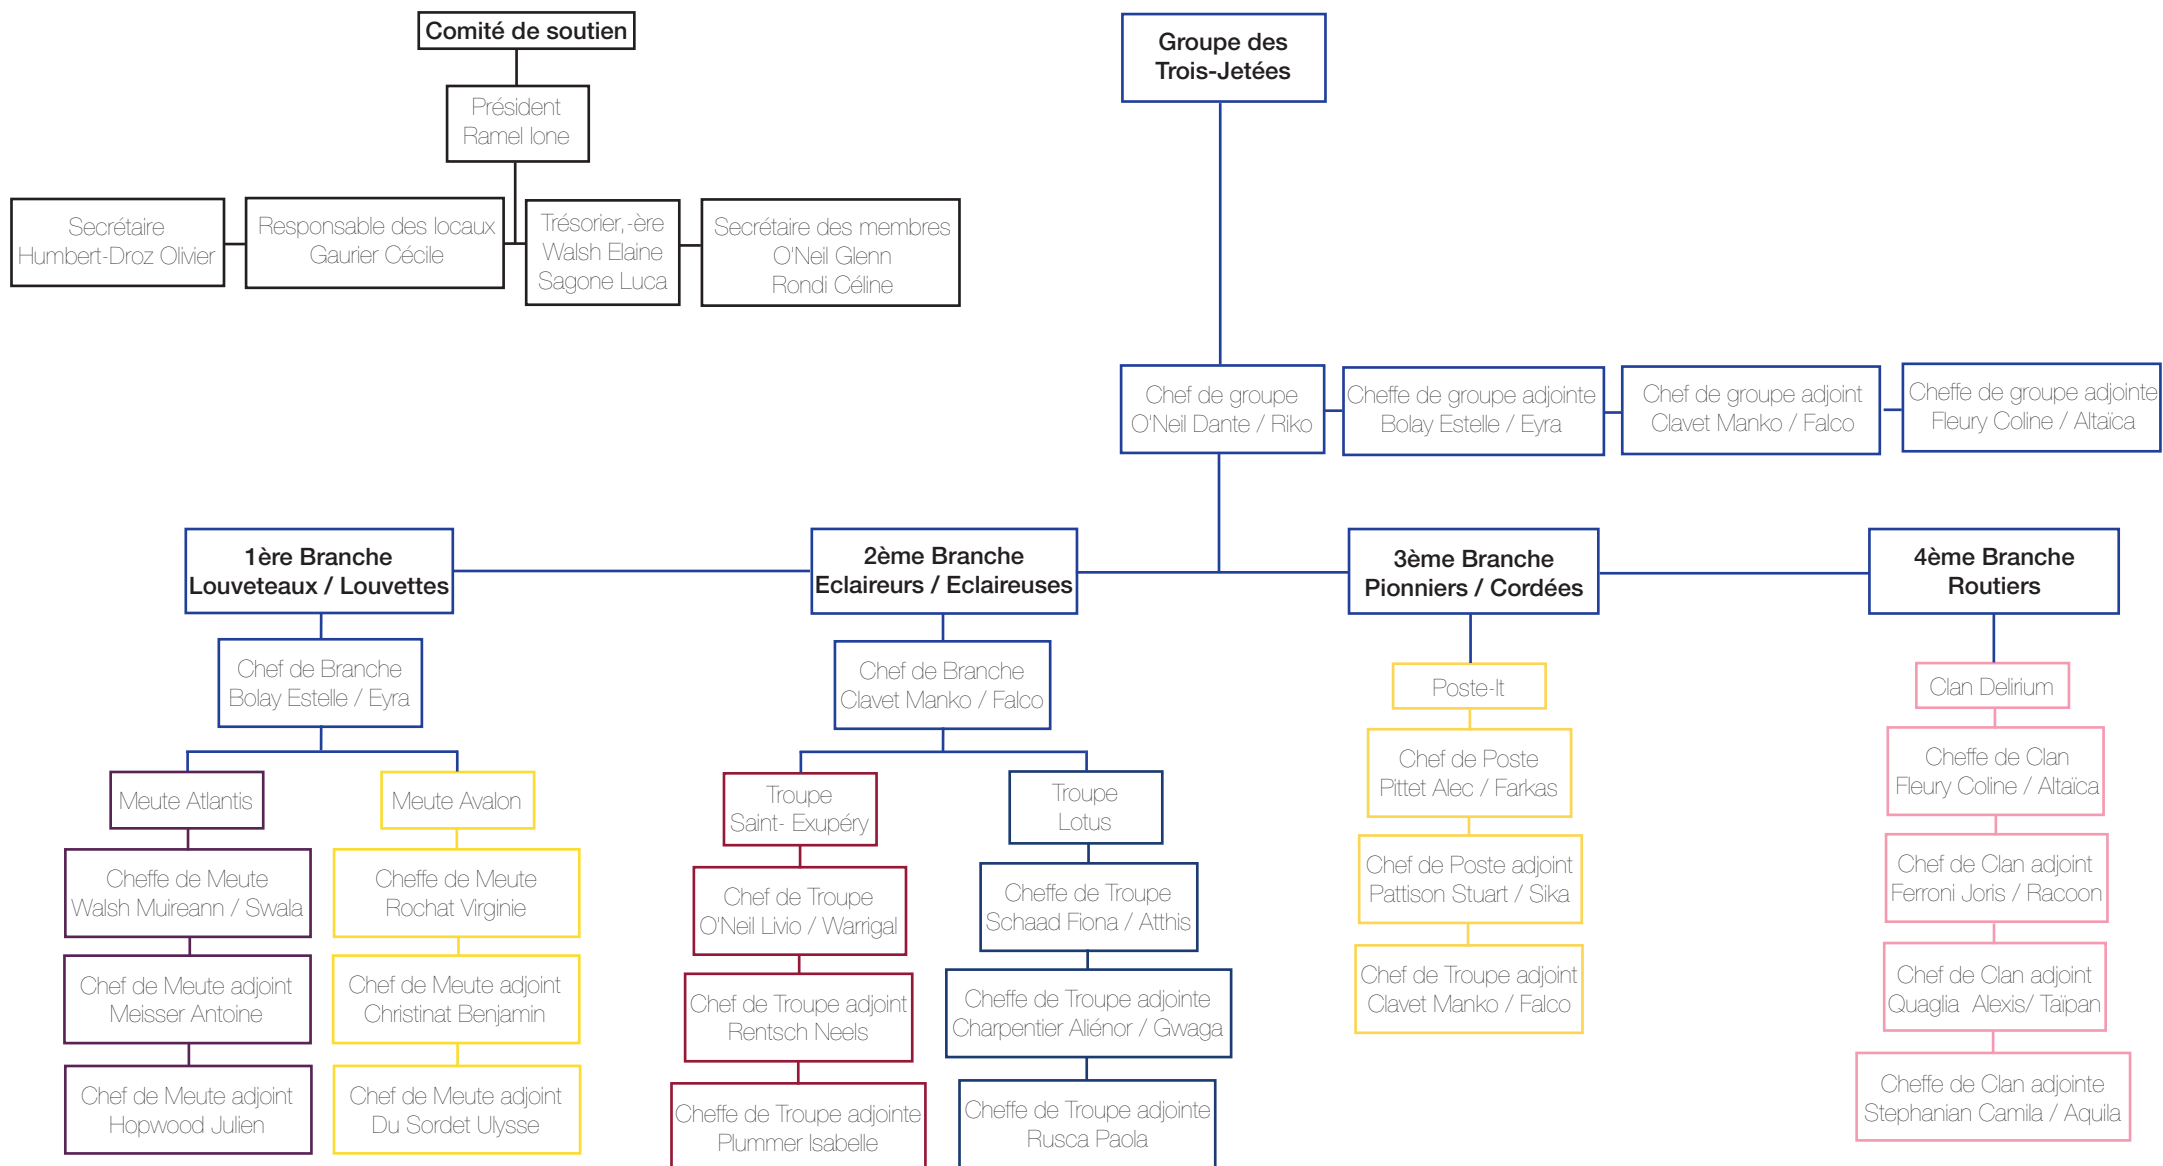 Comité de soutien
Président
Ramel Ione
Secrétaire
Humbert-Droz Olivier
Responsable des locaux
Gaurier Cécile
Trésorier,-ère
Walsh Elaine
Sagone Luca
Secrétaire des membres
O'Neil Glenn
Rondi Céline
Groupe des
Trois-Jetées
Chef de groupe
O'Neil Dante / Riko
Cheffe de groupe adjointe
Bolay Estelle / Eyra
Chef de groupe adjoint
Clavet Manko / Falco
Cheffe de groupe adjointe
Fleury Coline / Altaïca
1ère Branche
Louveteaux / Louvettes
Chef de Branche
Bolay Estelle / Eyra
Meute Atlantis
Cheffe de Meute
Walsh Muireann / Swala
Chef de Meute adjoint
Meisser Antoine
Chef de Meute adjoint
Hopwood Julien
Meute Avalon
Cheffe de Meute
Rochat Virginie
Chef de Meute adjoint
Christinat Benjamin
Chef de Meute adjoint
Du Sordet Ulysse
2ème Branche
Eclaireurs / Eclaireuses
Chef de Branche
Clavet Manko / Falco
Troupe
Saint- Exupéry
Chef de Troupe
O'Neil Livio / Warrigal
Chef de Troupe adjoint
Rentsch Neels
Cheffe de Troupe adjointe
Plummer Isabelle
Troupe
Lotus
Cheffe de Troupe
Schaad Fiona / Atthis
Cheffe de Troupe adjointe
Charpentier Aliénor / Gwaga
Cheffe de Troupe adjointe
Rusca Paola
3ème Branche
Pionniers / Cordées
Poste-It
Chef de Poste
Pittet Alec / Farkas
Chef de Poste adjoint
Pattison Stuart / Sika
Chef de Troupe adjoint
Clavet Manko / Falco
4ème Branche
Routiers
Clan Delirium
Cheffe de Clan
Fleury Coline / Altaïca
Chef de Clan adjoint
Ferroni Joris / Racoon
Chef de Clan adjoint
Quaglia  Alexis/ Taïpan
Cheffe de Clan adjointe
Stephanian Camila / Aquila